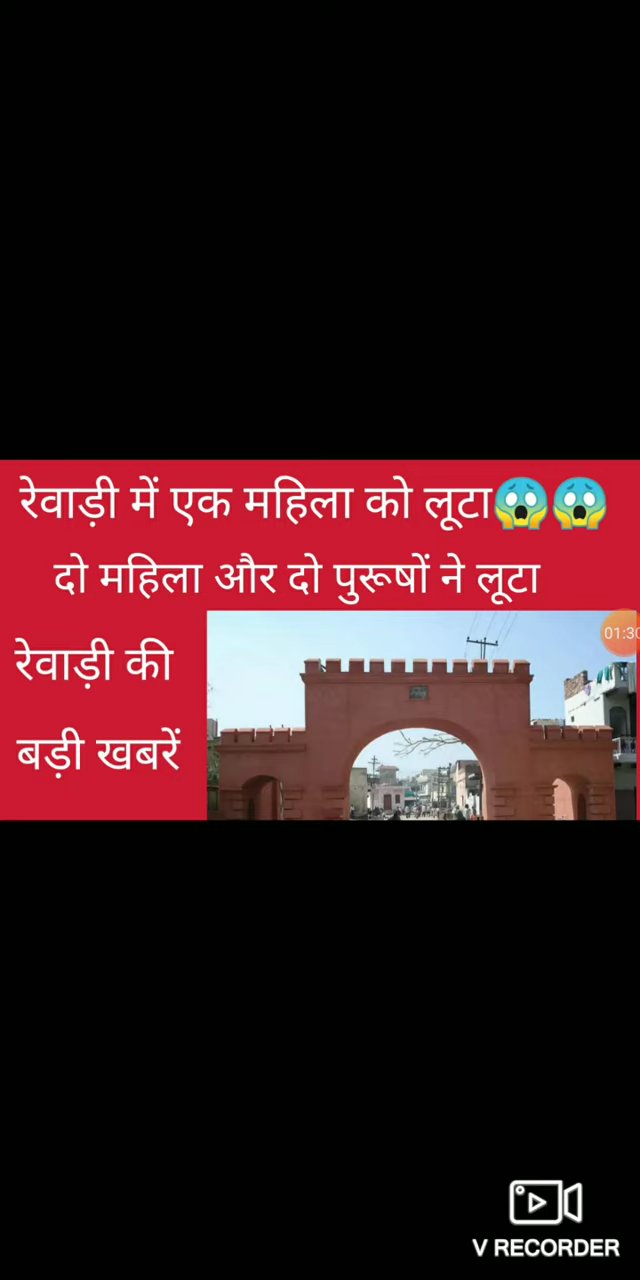 रेवाड़ी में एक महिला को लूटा😱😱
दो महिला और दो पुरूषों ने लूटा
रेवाड़ी की
बड़ी खबरें
01:30
V RECORDER